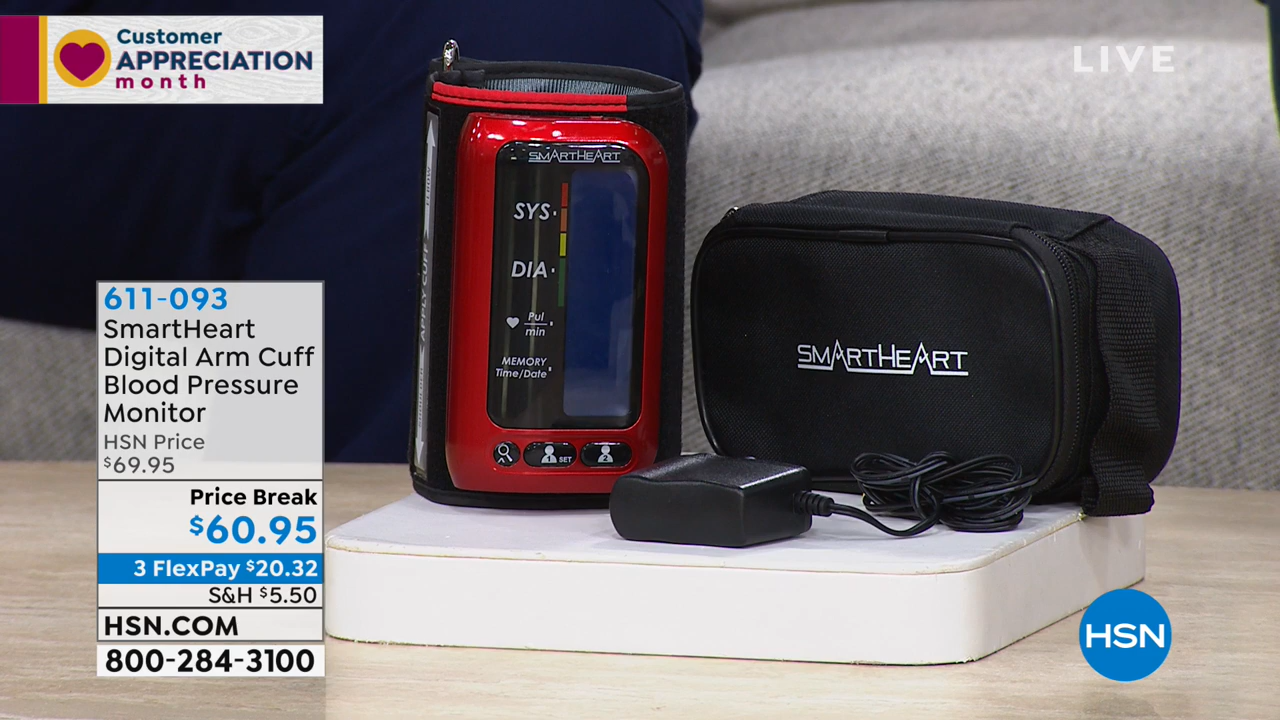 Customer
APPRECIATION
month
LIVE
611-093
SmartHeart
Digital Arm Cuff
Blood Pressure
Monitor
HSN Price
$69.95
Price Break
$60.95
3 FlexPay $20.32
S&H $5.50
HSN.COM
800-284-3100
SMARTHEART
SYS
DIA
Pul
min
MEMORY
Time/Date
1 SET
2
APPLY CUFF
SMARTHEART
HSN